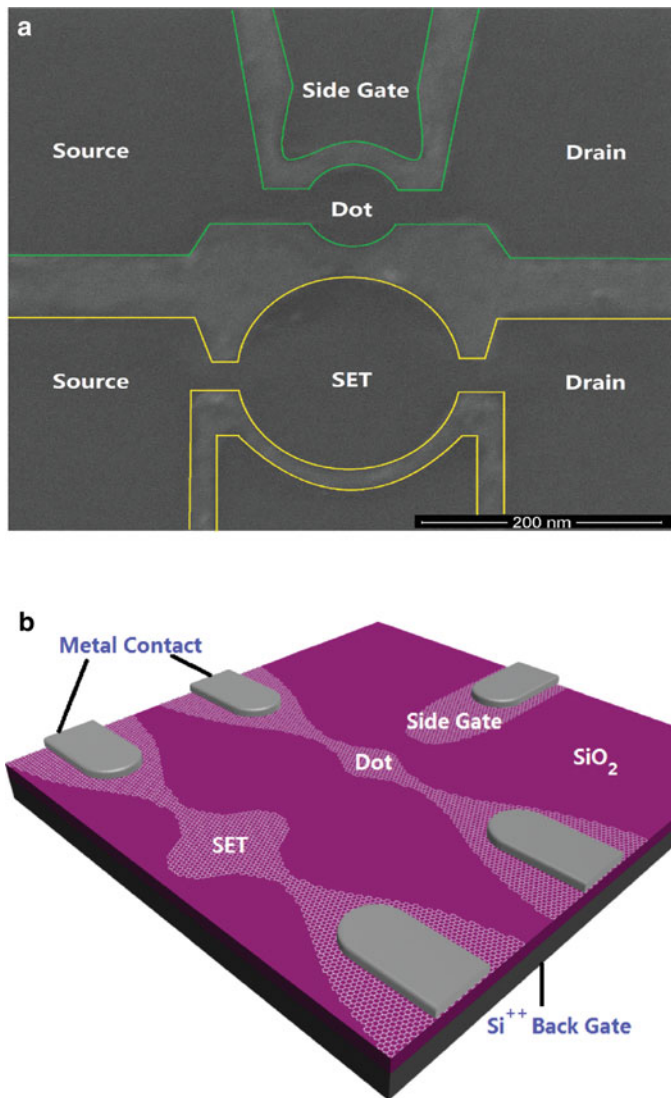 a
Side Gate
Source
Drain
Dot
Source
SET
Drain
200 nm
b
Metal Contact
Side Gate
Dot
SiO₂
SET
Si⁺⁺ Back Gate